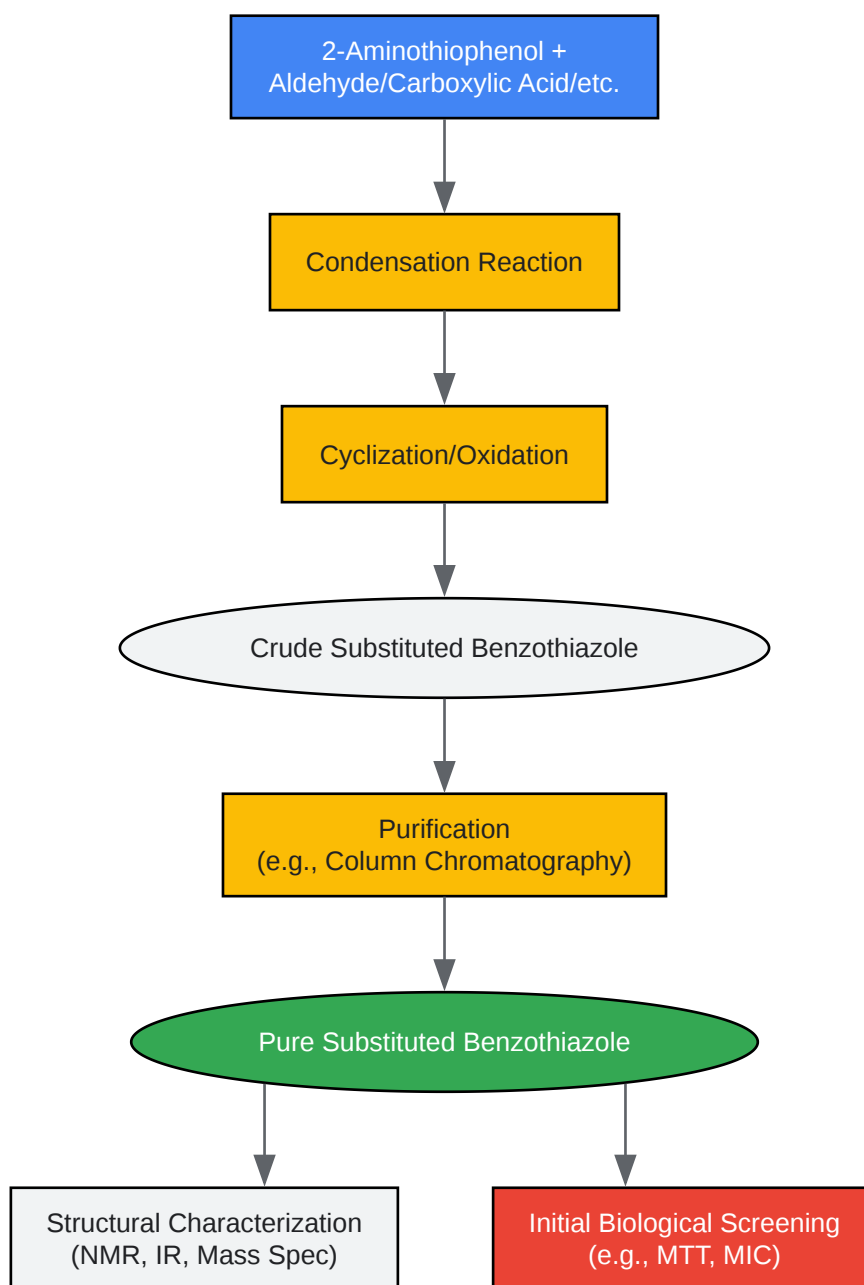 2-Aminothiophenol +
Aldehyde/Carboxylic Acid/etc.
Condensation Reaction
Cyclization/Oxidation
Crude Substituted Benzothiazole
Purification
(e.g., Column Chromatography)
Pure Substituted Benzothiazole
Structural Characterization
(NMR, IR, Mass Spec)
Initial Biological Screening
(e.g., MTT, MIC)